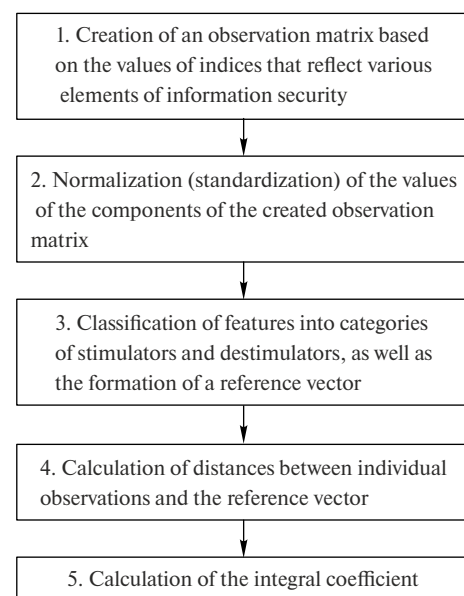 1. Creation of an observation matrix based
on the values of indices that reflect various
elements of information security
2. Normalization (standardization) of the values
of the components of the created observation
matrix
3. Classification of features into categories
of stimulators and destimulators, as well as
the formation of a reference vector
4. Calculation of distances between individual
observations and the reference vector
5. Calculation of the integral coefficient